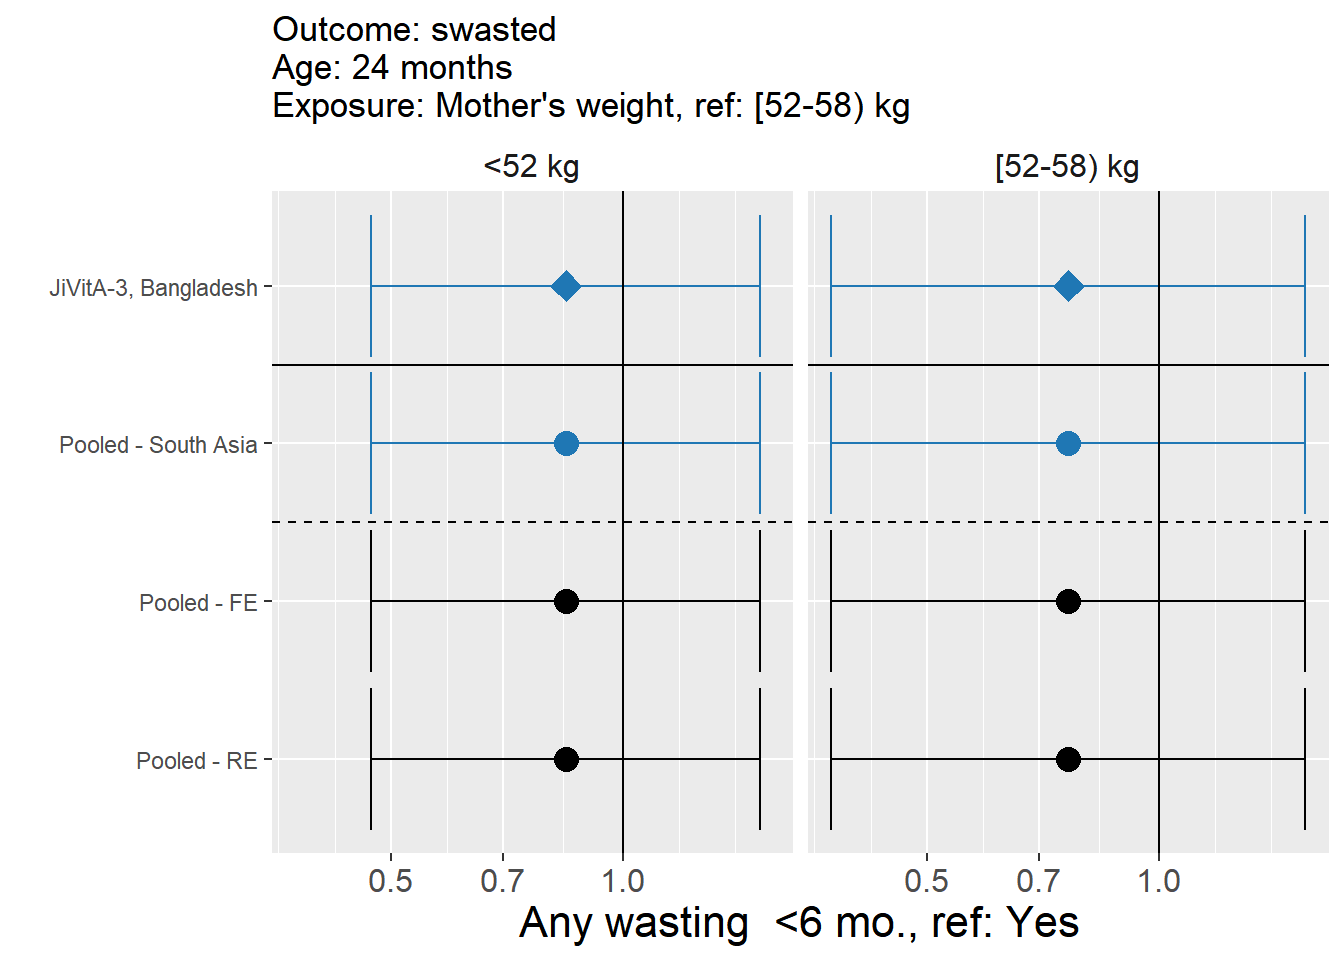 Outcome: swasted
Age: 24 months
Exposure: Mother's weight, ref: [52-58) kg
<52 kg
[52-58) kg
JiVitA-3, Bangladesh
Pooled - South Asia
Pooled - FE
Pooled - RE
0.5 0.7 1.0 0.5 0.7 1.0
Any wasting  <6 mo., ref: Yes